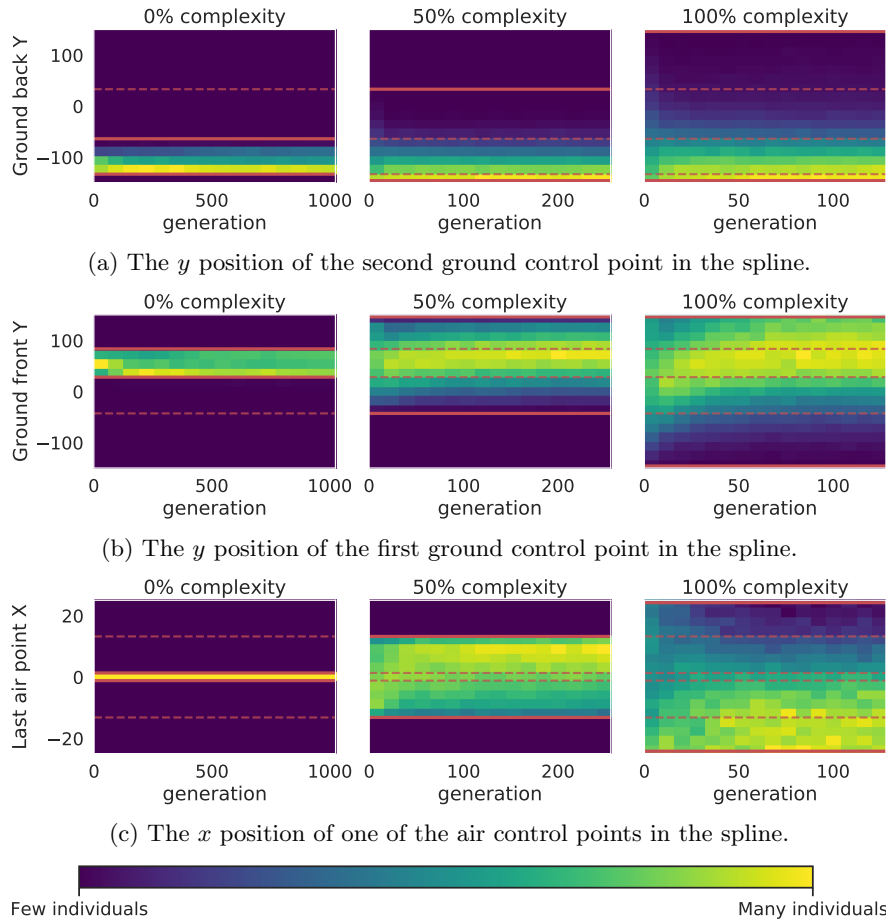 0% complexity 50% complexity 100% complexity
Ground back Y
100
0
−100
0 500 1000 0 100 200 0 50 100
generation generation generation
(a) The y position of the second ground control point in the spline.
0% complexity 50% complexity 100% complexity
Ground front Y
100
0
−100
0 500 1000 0 100 200 0 50 100
generation generation generation
(b) The y position of the first ground control point in the spline.
0% complexity 50% complexity 100% complexity
Last air point X
20
0
−20
0 500 1000 0 100 200 0 50 100
generation generation generation
(c) The x position of one of the air control points in the spline.
Few individuals Many individuals